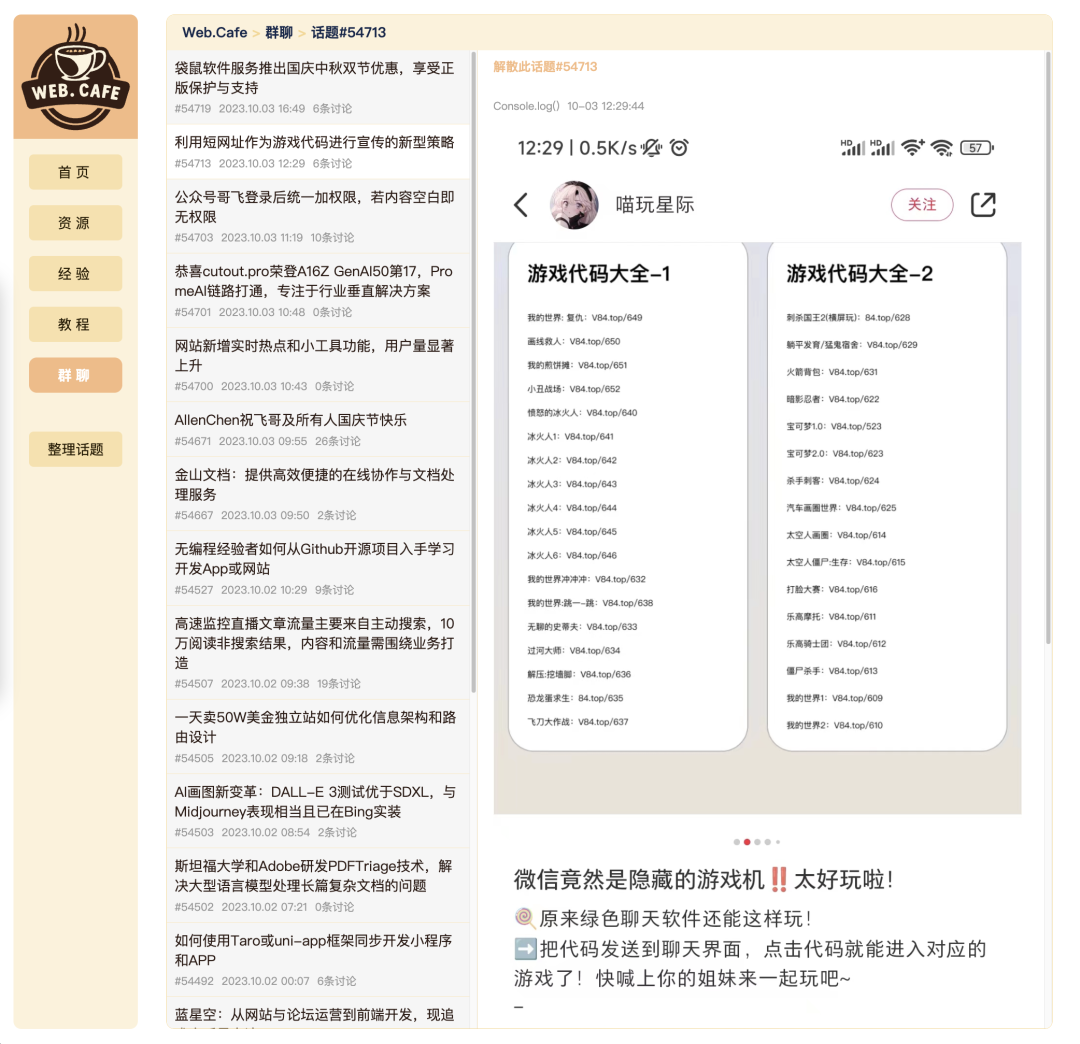 WEB.CAFE
首 页
资 源
经 验
教 程
群 聊
整理话题
Web.Cafe > 群聊 > 话题#54713
袋鼠软件服务推出国庆中秋双节优惠，享受正
版保护与支持
#54719 2023.10.03 16:49 6条讨论
利用短网址作为游戏代码进行宣传的新型策略
#54713 2023.10.03 12:29 6条讨论
公众号哥飞登录后统一加权限，若内容空白即
无权限
#54703 2023.10.03 11:19 10条讨论
恭喜cutout.pro荣登A16Z GenAI50第17，Pro
meAI链路打通，专注于行业垂直解决方案
#54701 2023.10.03 10:48 0条讨论
网站新增实时热点和小工具功能，用户量显著
上升
#54700 2023.10.03 10:43 0条讨论
AllenChen祝飞哥及所有人国庆节快乐
#54671 2023.10.03 09:55 26条讨论
金山文档：提供高效便捷的在线协作与文档处
理服务
#54667 2023.10.03 09:50 2条讨论
无编程经验者如何从Github开源项目入手学习
开发App或网站
#54527 2023.10.02 10:29 9条讨论
高速监控直播文章流量主要来自主动搜索，10
万阅读非搜索结果，内容和流量需围绕业务打
造
#54507 2023.10.02 09:38 19条讨论
一天卖50W美金独立站如何优化信息架构和路
由设计
#54505 2023.10.02 09:18 2条讨论
AI画图新变革：DALL-E 3测试优于SDXL，与
Midjourney表现相当且已在Bing实装
#54503 2023.10.02 08:54 2条讨论
斯坦福大学和Adobe研发PDFTriage技术，解
决大型语言模型处理长篇复杂文档的问题
#54502 2023.10.02 07:21 0条讨论
如何使用Taro或uni-app框架同步开发小程序
和APP
#54492 2023.10.02 00:07 6条讨论
蓝星空：从网站与论坛运营到前端开发，现追
解散此话题#54713
Console.log() 10-03 12:29:44
12:29 | 0.5K/s HD HD 57
喵玩星际
关注
游戏代码大全-1
我的世界: 复仇：V84.top/649
画线救人：V84.top/650
我的煎饼摊：V84.top/651
小丑战场：V84.top/652
愤怒的冰火人：V84.top/640
冰火人1：V84.top/641
冰火人2：V84.top/642
冰火人3：V84.top/643
冰火人4：V84.top/644
冰火人5：V84.top/645
冰火人6：V84.top/646
我的世界冲冲冲：V84.top/632
我的世界:跳一-跳：V84.top/638
无聊的史蒂夫：V84.top/633
过河大师：V84.top/634
解压:挖墙脚：V84.top/636
恐龙蛋求生：84.top/635
飞刀大作战：V84.top/637
游戏代码大全-2
刺杀国王2(横屏玩)：84.top/628
躺平发育/猛鬼宿舍：V84.top/629
火箭背包：V84.top/631
暗影忍者：V84.top/622
宝可梦1.0：V84.top/523
宝可梦2.0：V84.top/623
杀手刺客：V84.top/624
汽车画圈世界：V84.top/625
太空人画圈：V84.top/614
太空人僵尸:生存：V84.top/615
打脸大赛：V84.top/616
乐高摩托：V84.top/611
乐高骑士团：V84.top/612
僵尸杀手：V84.top/613
我的世界1：V84.top/609
我的世界2：V84.top/610
微信竟然是隐藏的游戏机‼️太好玩啦！
🍭原来绿色聊天软件还能这样玩！
➡️把代码发送到聊天界面，点击代码就能进入对应的
游戏了！快喊上你的姐妹来一起玩吧~
–